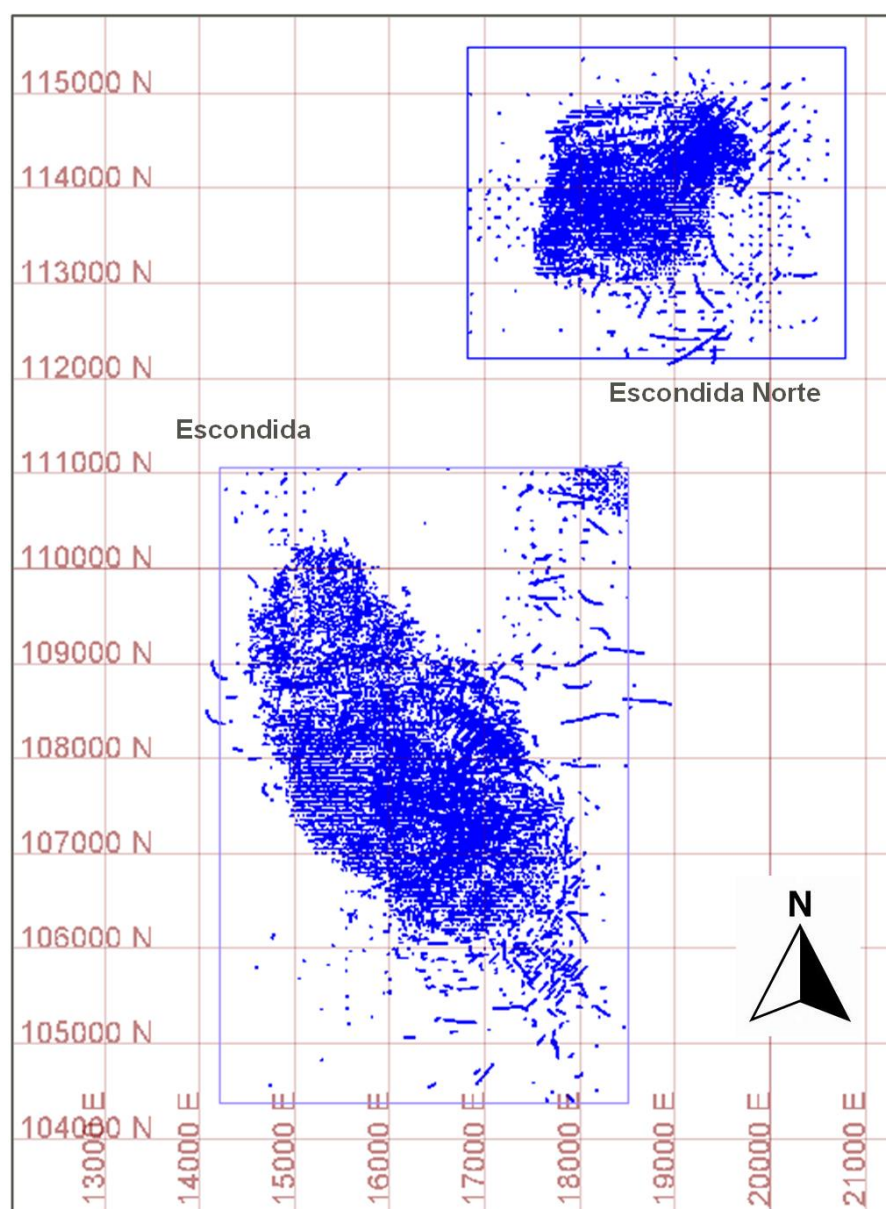 115000 N
114000 N
113000 N
112000 N
Escondida Norte
Escondida
111000 N
110000 N
109000 N
108000 N
107000 N
106000 N
N
105000 N
104000 N
13000 E
14000 E
15000 E
16000 E
17000 E
18000 E
19000 E
20000 E
21000 E